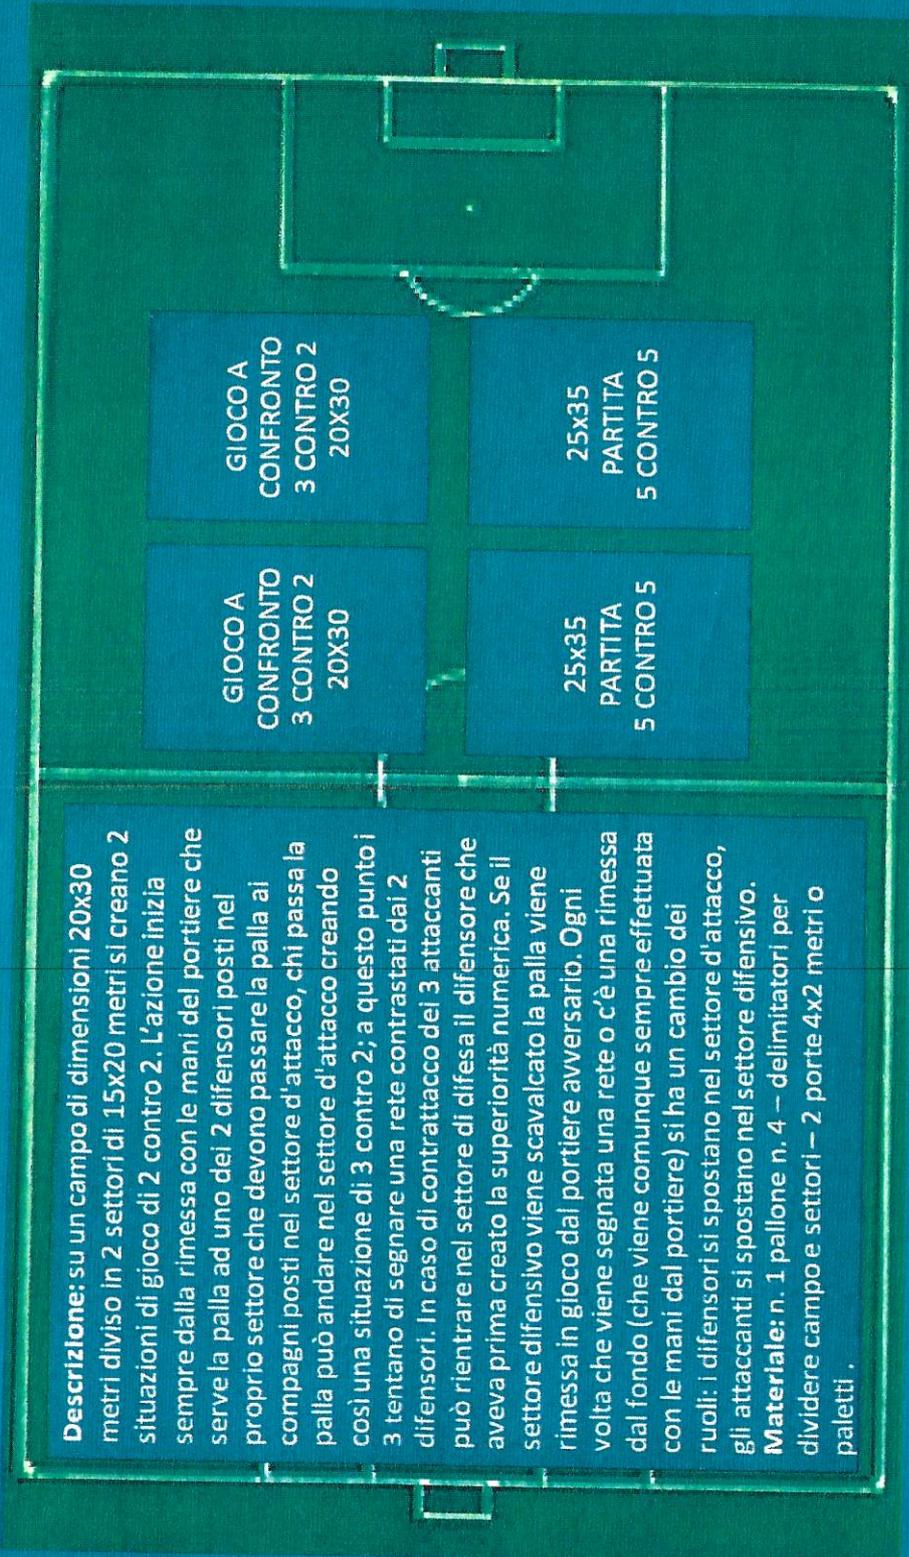 Descrizione: su un campo di dimensioni 20x30
metri diviso in 2 settori di 15x20 metri si creano 2
situazioni di gioco di 2 contro 2. L'azione inizia
sempre dalla rimessa con le mani del portiere che
serve la palla ad uno dei 2 difensori posti nel
proprio settore che devono passare la palla ai
compagni posti nel settore d'attacco, chi passa la
palla può andare nel settore d'attacco creando
così una situazione di 3 contro 2; a questo punto i
3 tentano di segnare una rete contrastati dai 2
difensori. In caso di contrattacco dei 3 attaccanti
può rientrare nel settore di difesa il difensore che
aveva prima creato la superiorità numerica. Se il
settore difensivo viene scavalcato la palla viene
rimessa in gioco dal portiere avversario. Ogni
volta che viene segnata una rete o c'è una rimessa
dal fondo (che viene comunque sempre effettuata
con le mani dal portiere) si ha un cambio dei
ruoli: i difensori si spostano nel settore d'attacco,
gli attaccanti si spostano nel settore difensivo.
Materiale: n. 1 pallone n. 4 – delimitatori per
dividere campo e settori – 2 porte 4x2 metri o
paletti .
GIOCO A
CONFRONTO
3 CONTRO 2
20X30
GIOCO A
CONFRONTO
3 CONTRO 2
20X30
25x35
PARTITA
5 CONTRO 5
25x35
PARTITA
5 CONTRO 5